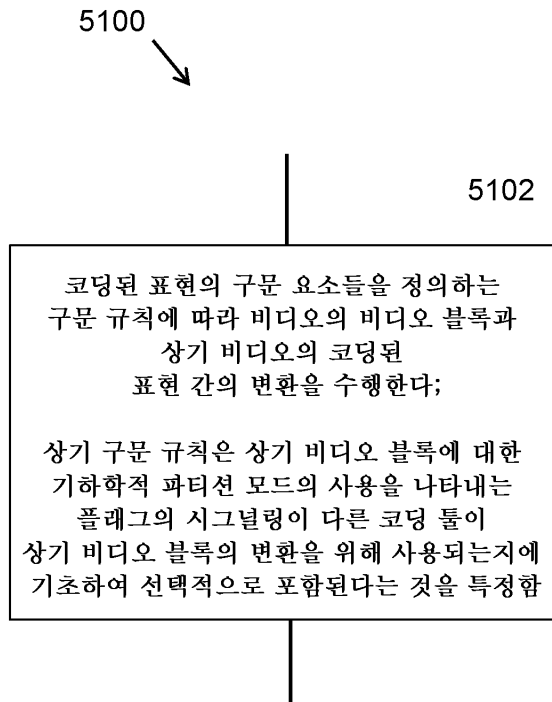 5100
5102
코딩된 표현의 구문 요소들을 정의하는
구문 규칙에 따라 비디오의 비디오 블록과
상기 비디오의 코딩된
표현 간의 변환을 수행한다;
상기 구문 규칙은 상기 비디오 블록에 대한
기하학적 파티션 모드의 사용을 나타내는
플래그의 시그널링이 다른 코딩 툴이
상기 비디오 블록의 변환을 위해 사용되는지에
기초하여 선택적으로 포함된다는 것을 특정함